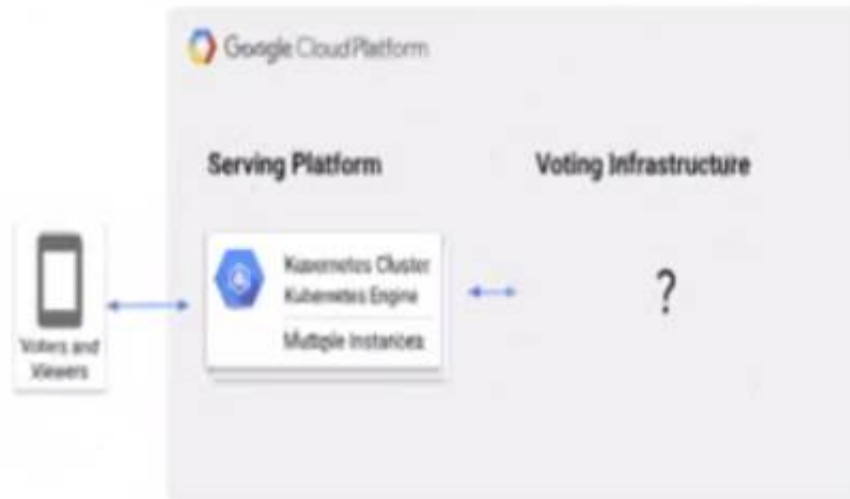 Google Cloud Platform
Serving Platform
Voting Infrastructure
Kubernetes Cluster
Kubernetes Engine
Multiple Instances
?
Voters and
Viewers